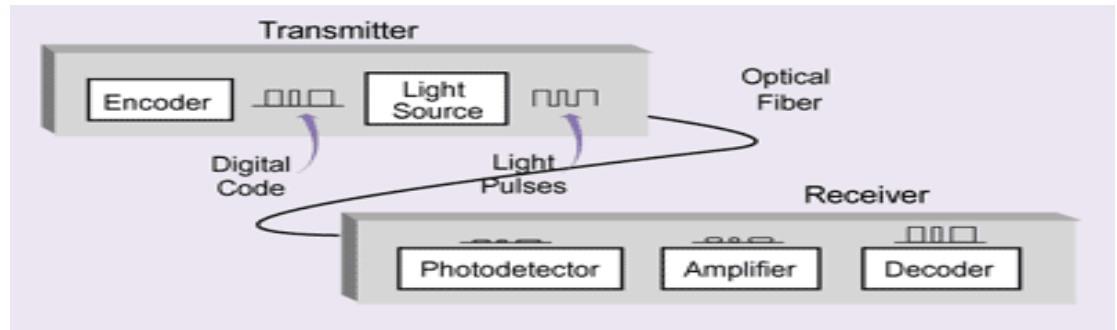 Transmitter
Encoder
Light
Source
Optical
Fiber
Digital
Code
Light
Pulses
Receiver
Photodetector
Amplifier
Decoder